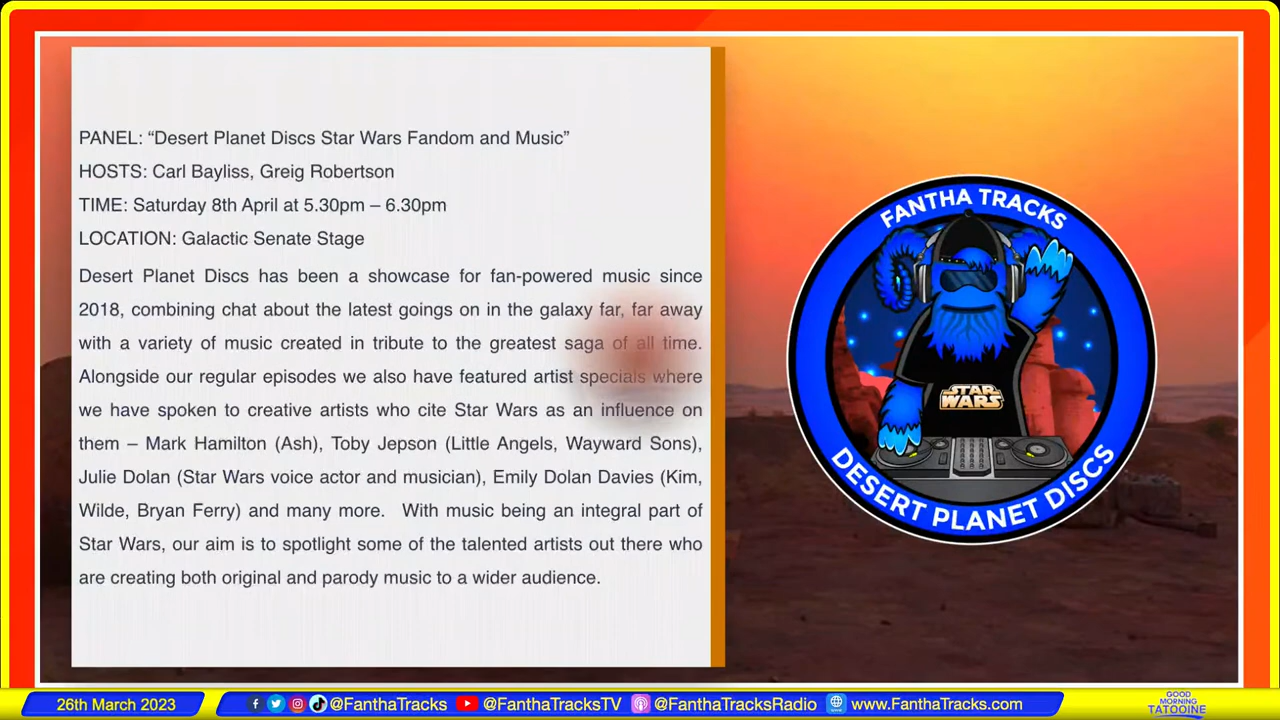 PANEL: “Desert Planet Discs Star Wars Fandom and Music”
HOSTS: Carl Bayliss, Greig Robertson
TIME: Saturday 8th April at 5.30pm – 6.30pm
LOCATION: Galactic Senate Stage
Desert Planet Discs has been a showcase for fan-powered music since
2018, combining chat about the latest goings on in the galaxy far, far away
with a variety of music created in tribute to the greatest saga of all time.
Alongside our regular episodes we also have featured artist specials where
we have spoken to creative artists who cite Star Wars as an influence on
them – Mark Hamilton (Ash), Toby Jepson (Little Angels, Wayward Sons),
Julie Dolan (Star Wars voice actor and musician), Emily Dolan Davies (Kim,
Wilde, Bryan Ferry) and many more. With music being an integral part of
Star Wars, our aim is to spotlight some of the talented artists out there who
are creating both original and parody music to a wider audience.
FANTHA TRACKS
STAR WARS
DESERT PLANET DISCS
26th March 2023
@FanthaTracks @FanthaTracksTV @FanthaTracksRadio www.FanthaTracks.com
GOOD
MORNING
TATOOINE